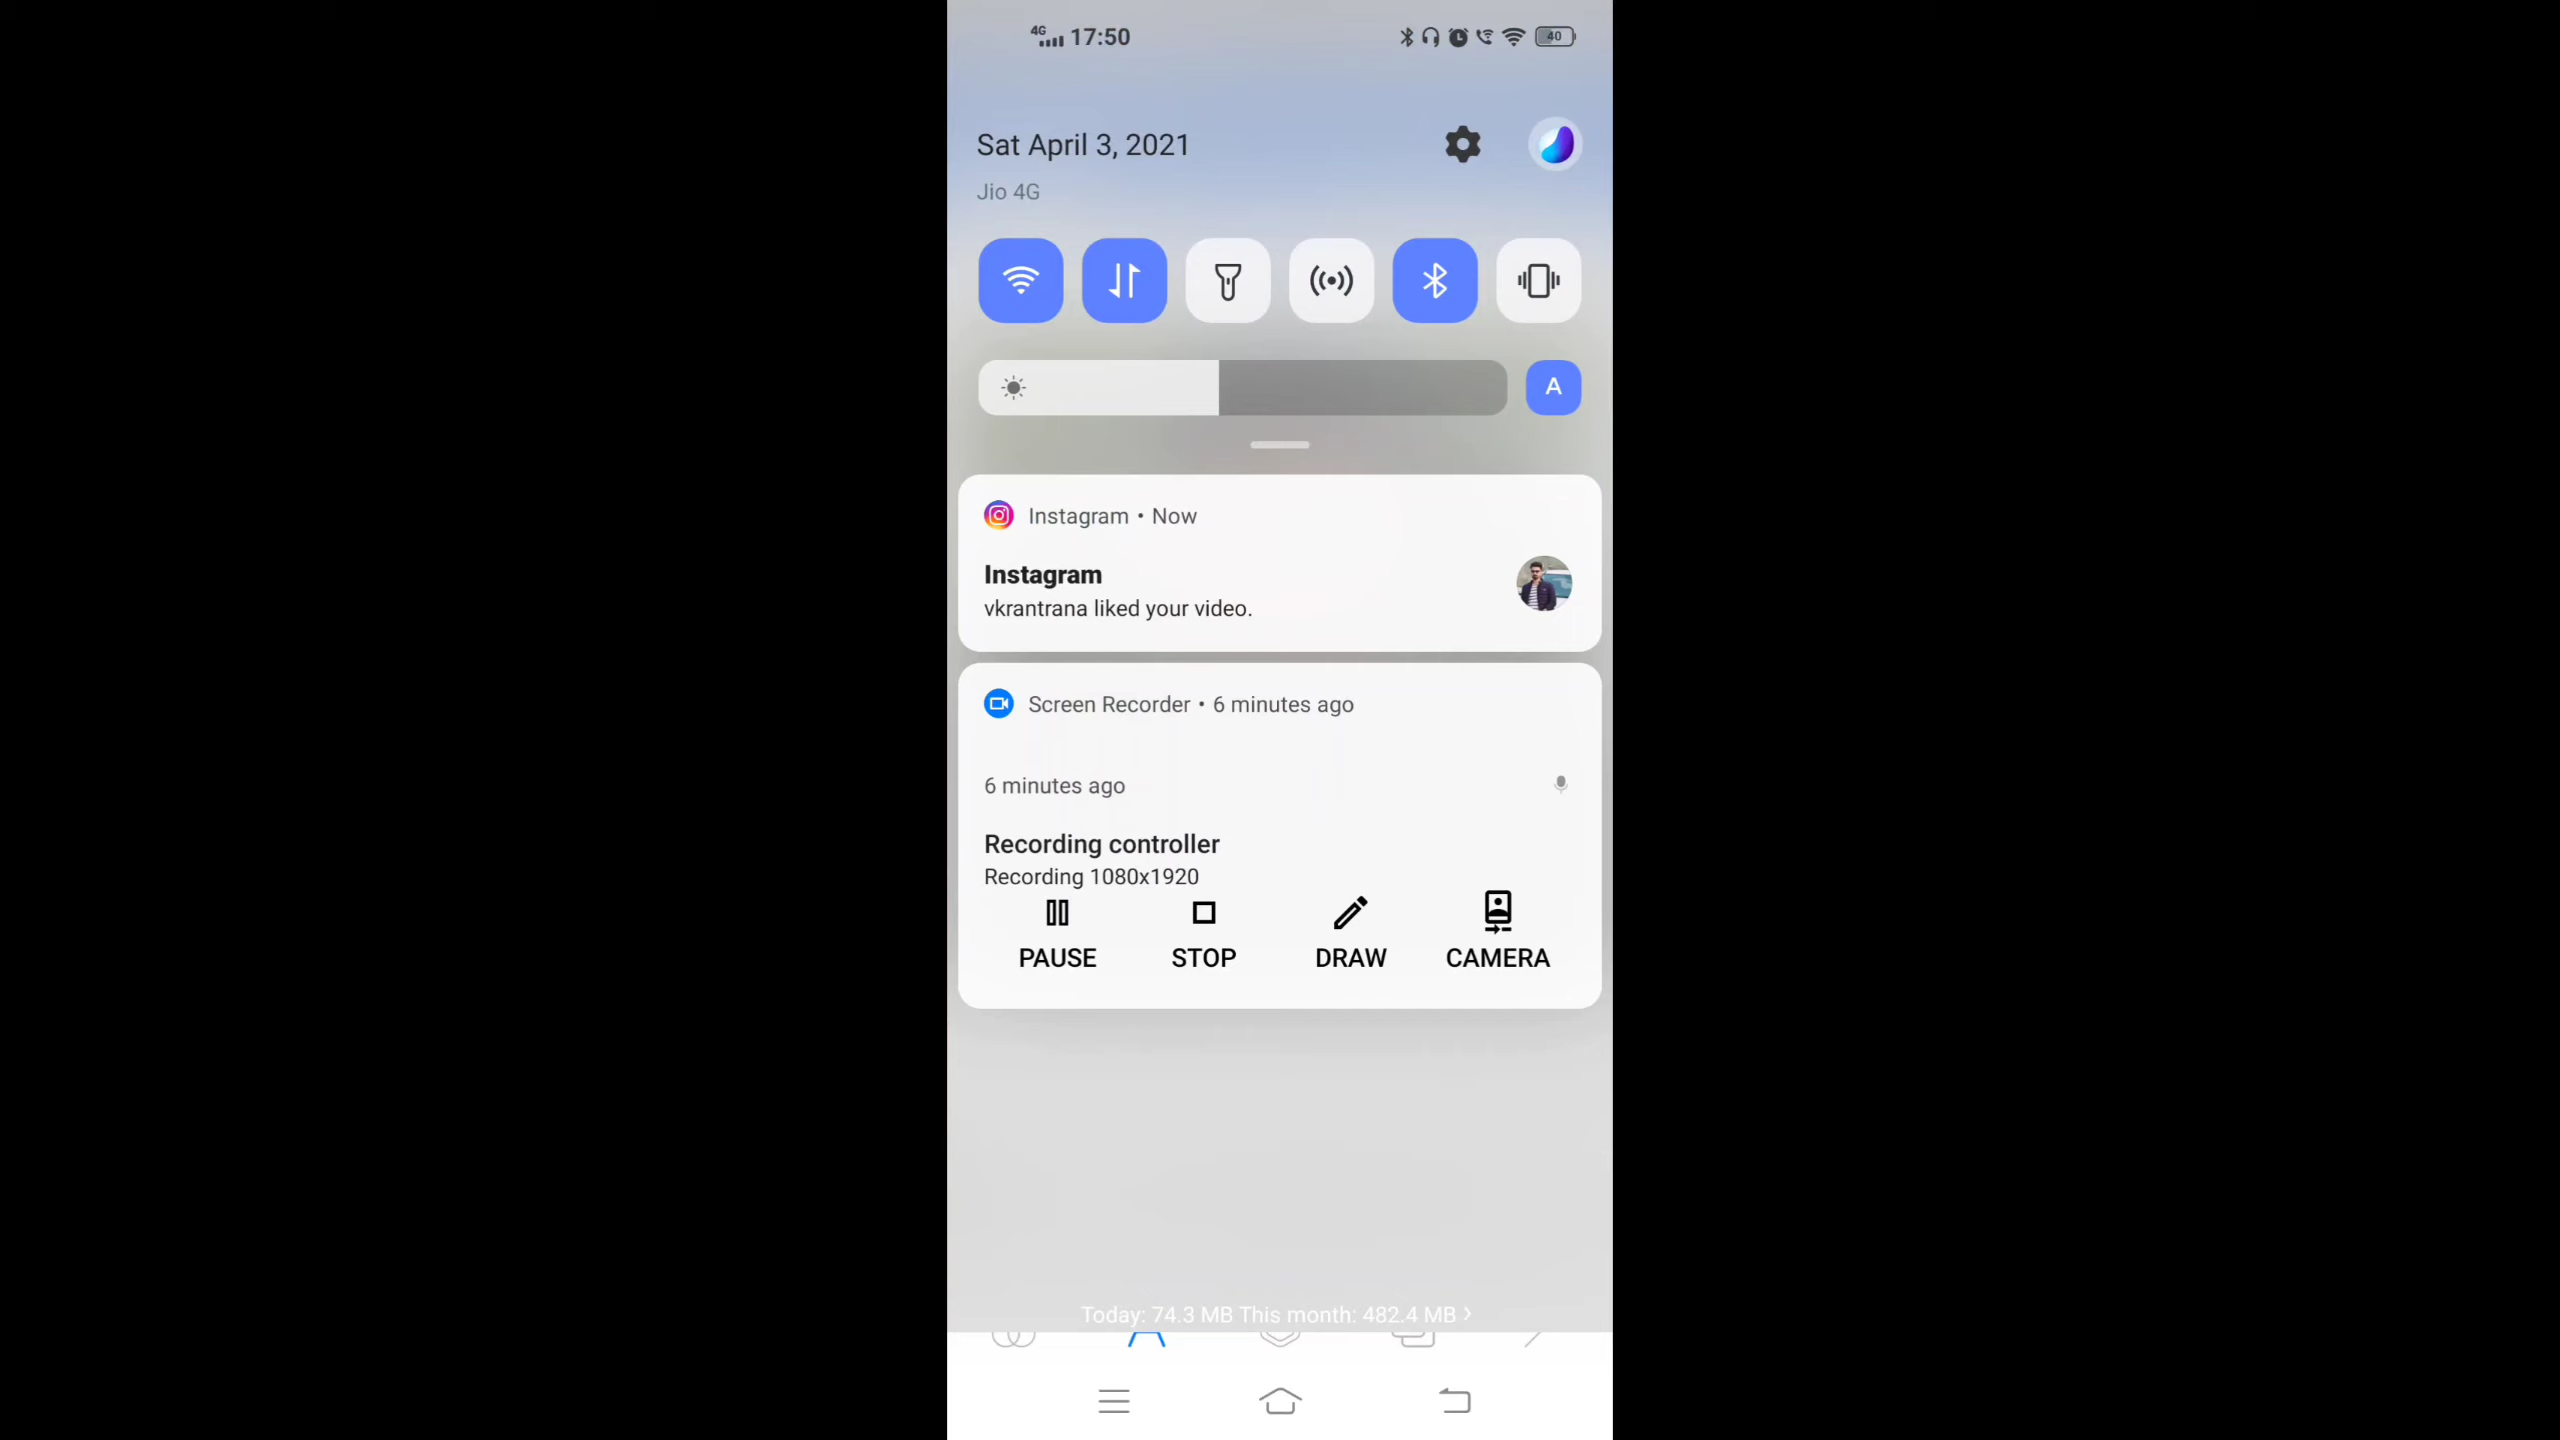 4G 17:50 40
Sat April 3, 2021
Jio 4G
A
Instagram • Now
Instagram
vkrantrana liked your video.
Screen Recorder • 6 minutes ago
6 minutes ago
Recording controller
Recording 1080x1920
PAUSE STOP DRAW CAMERA
Today: 74.3 MB This month: 482.4 MB